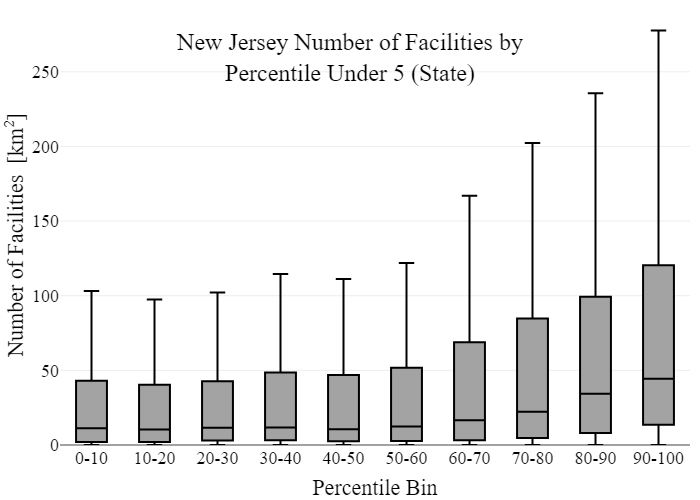 New Jersey Number of Facilities by
Percentile Under 5 (State)
Number of Facilities [km²]
250
200
150
100
50
0
0-10 10-20 20-30 30-40 40-50 50-60 60-70 70-80 80-90 90-100
Percentile Bin